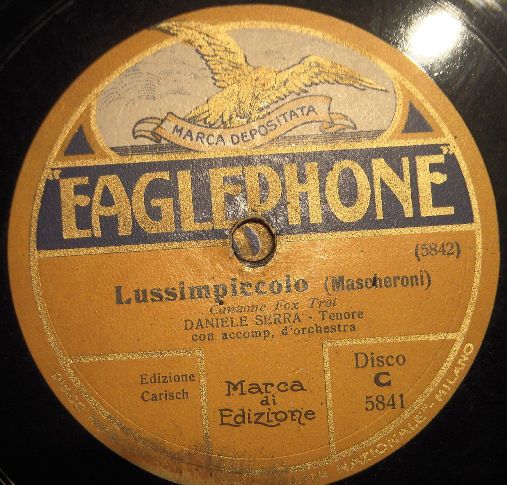 MARCA DEPOSITATA
"EAGLEPHONE"
(5842)
Lussimpiccolo (Mascheroni)
Canzone Fox Trot
DANIELE SERRA - Tenore
con accomp. d'orchestra
Edizione
Carisch
Marca
di
Edizione
Disco
C
5841
NAZIONALE - MILANO